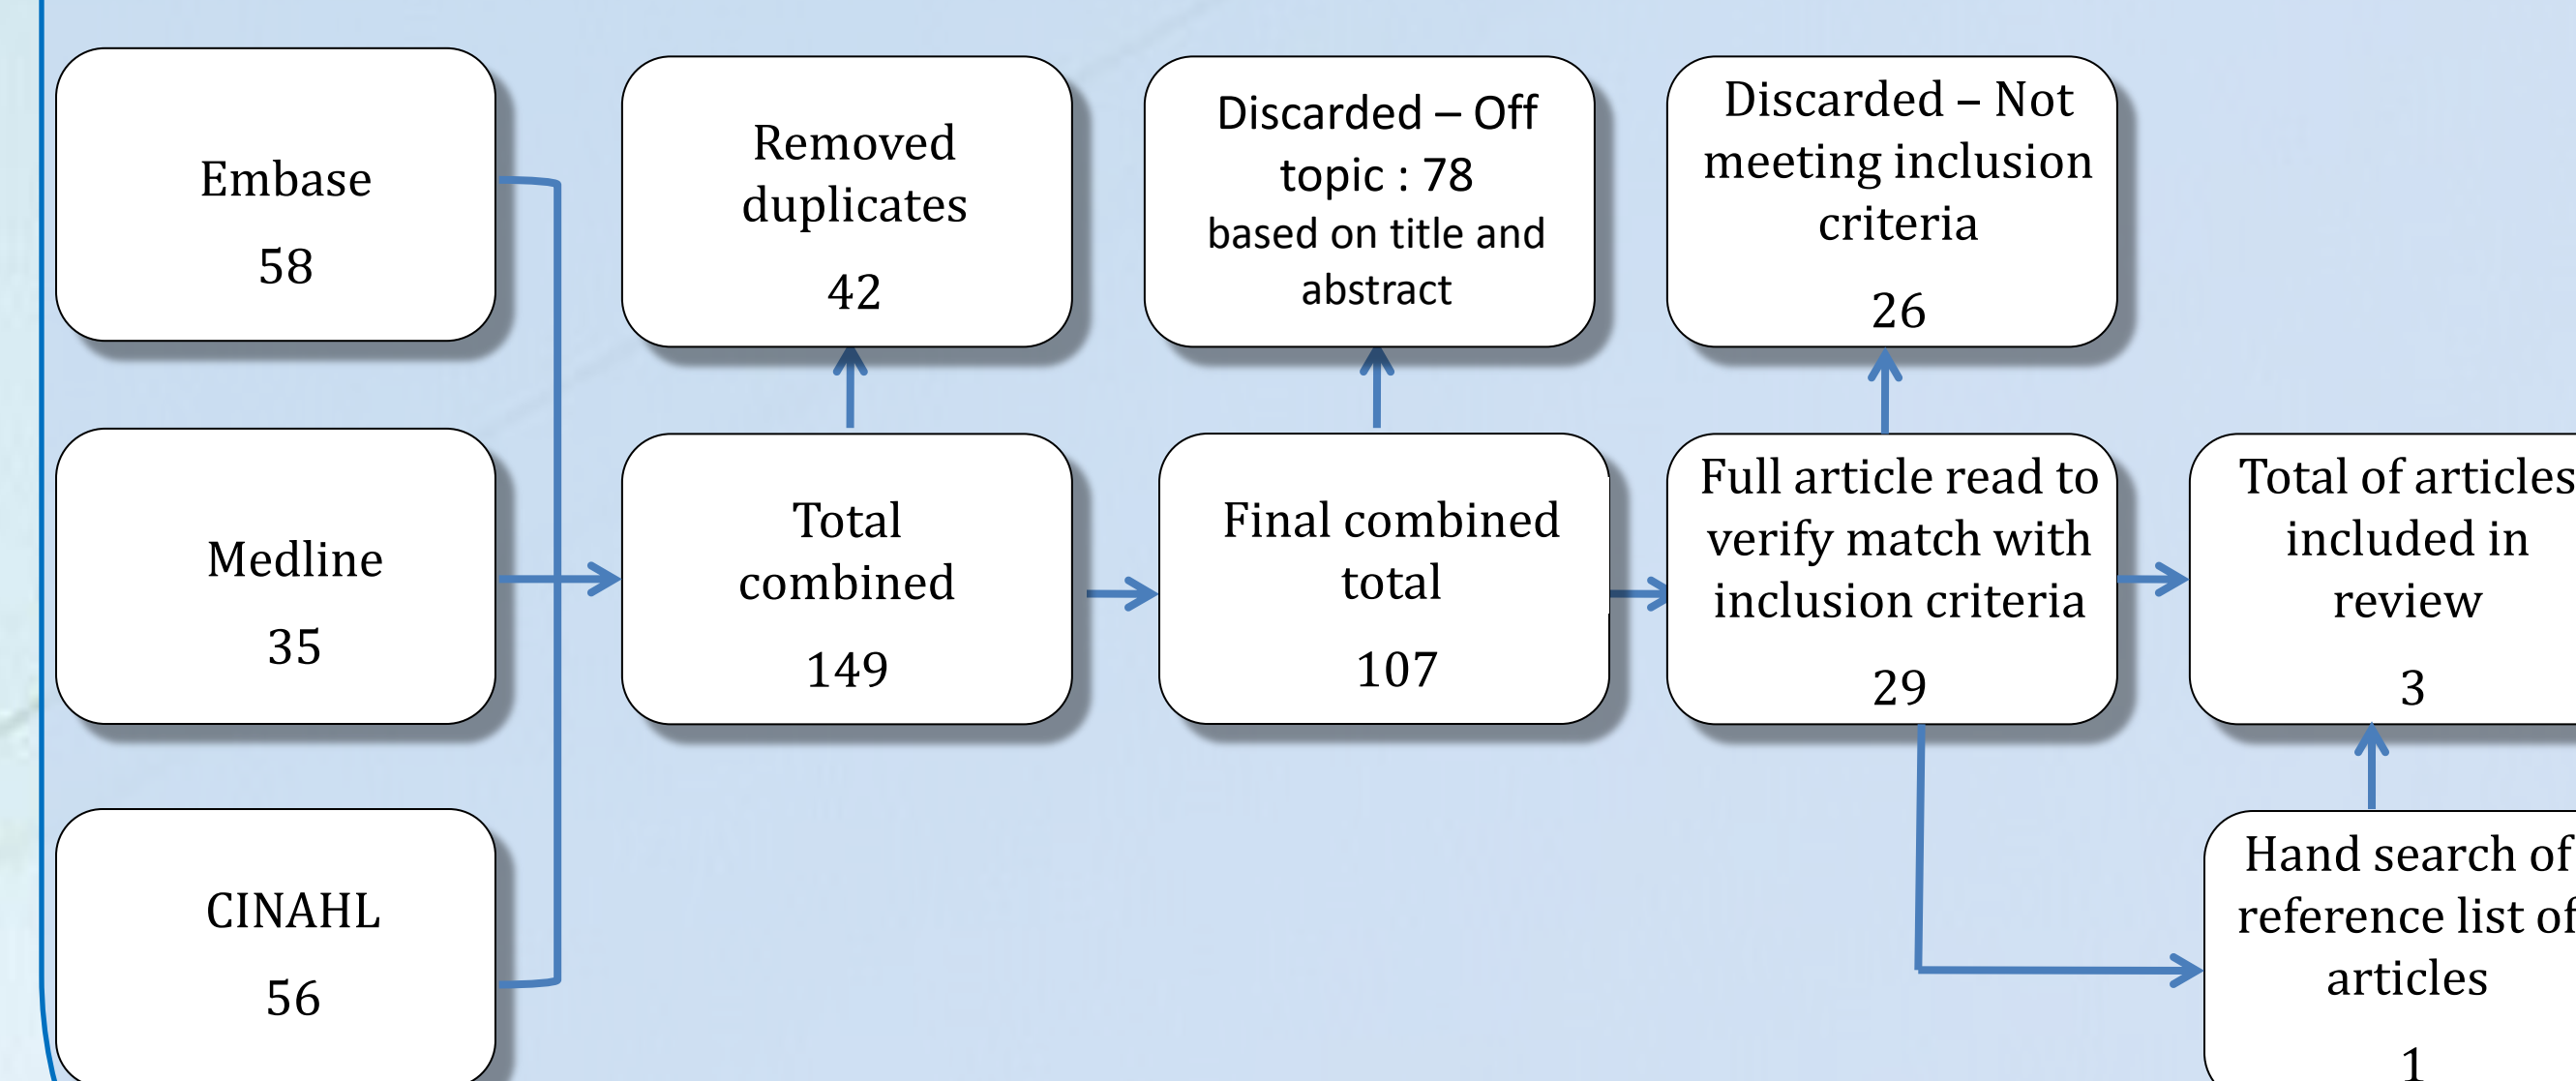 Embase
58
Medline
35
CINAHL
56
Removed
duplicates
42
Total
combined
149
Discarded – Off
topic : 78
based on title and
abstract
Final combined
total
107
Discarded – Not
meeting inclusion
criteria
26
Full article read to
verify match with
inclusion criteria
29
Total of articles
included in
review
3
Hand search of
reference list of
articles
1